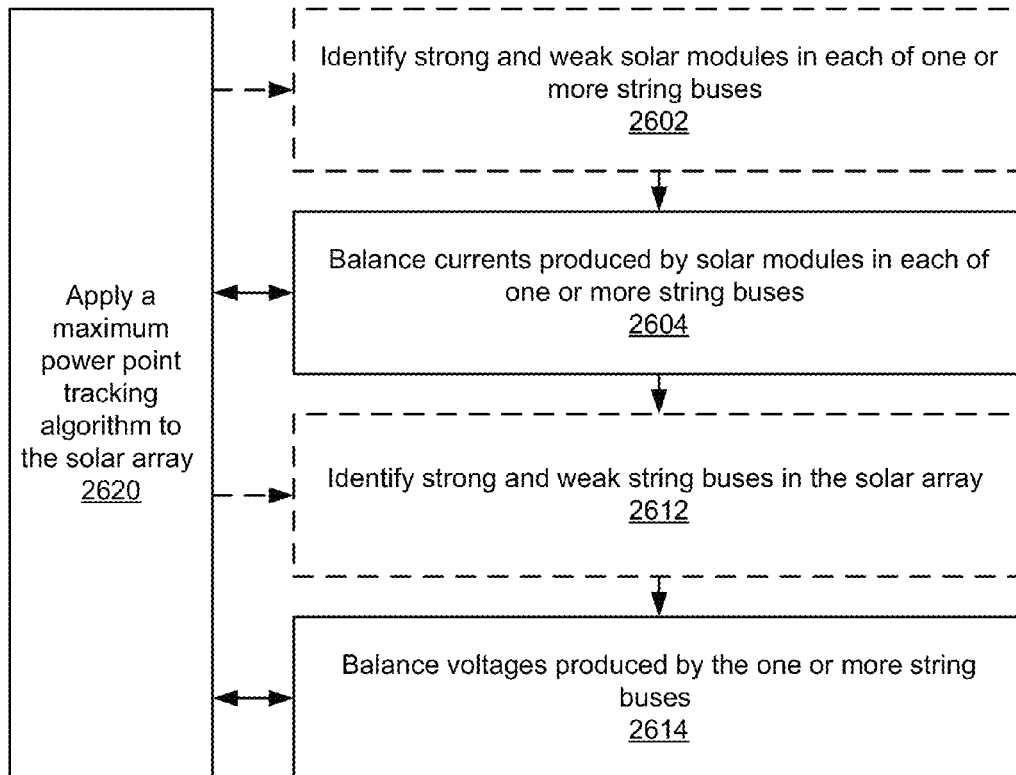 Apply a
maximum
power point
tracking
algorithm to
the solar array
2620
Identify strong and weak solar modules in each of one or
more string buses
2602
Balance currents produced by solar modules in each of
one or more string buses
2604
Identify strong and weak string buses in the solar array
2612
Balance voltages produced by the one or more string
buses
2614